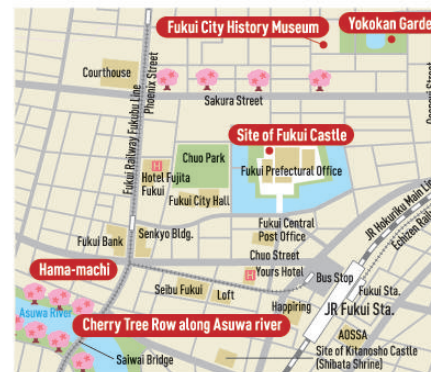 Fukui City History Museum
Yokokan Garde
Courthouse
Phoenix Street
Fukui Railway Fukubu Line
Sakura Street
Site of Fukui Castle
Chuo Park
Hotel Fujita
Fukui
H
Fukui Prefectural Office
Fukui City Hall
Fukui Central
Post Office
JR Hokuriku Main Lin
Echizen Rail
Fukui Bank
Senkyo Bldg.
Chuo Street
H
Yours Hotel
Bus Stop
Hama-machi
Seibu Fukui
Loft
Happiring
Fukui Sta.
JR Fukui Sta.
Asuwa River
Cherry Tree Row along Asuwa river
AOSSA
Saiwai Bridge
Site of Kitanosho Castle
(Shibata Shrine)